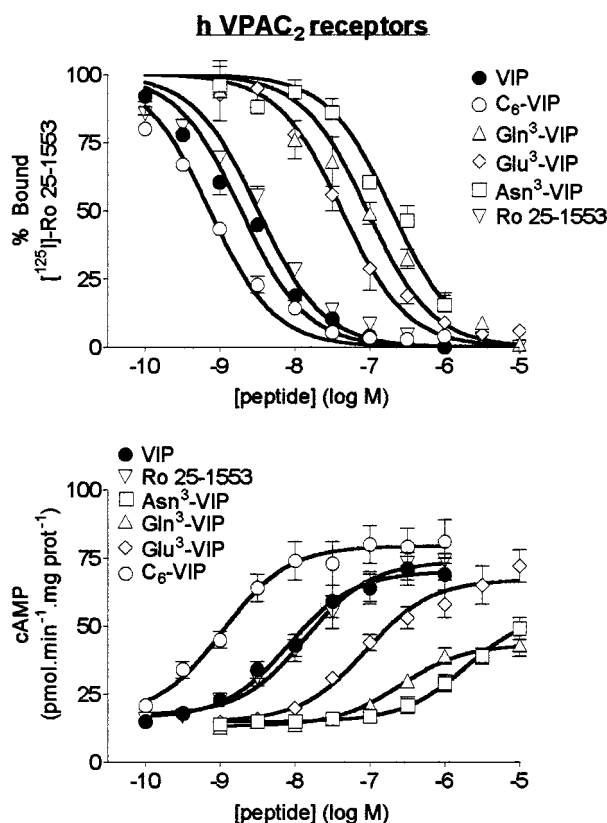 h VPAC₂ receptors
VIP
C₆-VIP
Gln³-VIP
Glu³-VIP
Asn³-VIP
Ro 25-1553
% Bound
[¹²⁵I]-Ro 25-1553
100
75
50
25
0
-10 -9 -8 -7 -6 -5
[peptide] (log M)
VIP
Ro 25-1553
Asn³-VIP
Gln³-VIP
Glu³-VIP
C₆-VIP
cAMP
(pmol.min⁻¹.mg prot⁻¹)
100
75
50
25
0
-10 -9 -8 -7 -6 -5
[peptide] (log M)